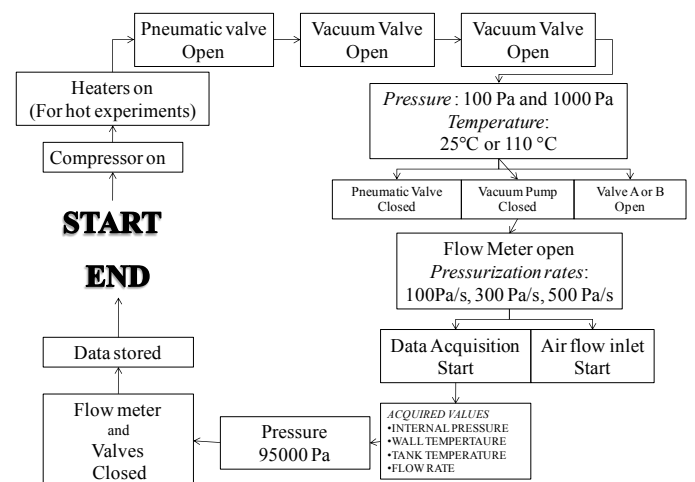 START
Compressor on
Heaters on
(For hot experiments)
Pneumatic valve
Open
Vacuum Valve
Open
Vacuum Valve
Open
Pressure : 100 Pa and 1000 Pa
Temperature:
25°C or 110 °C
Pneumatic Valve
Closed
Vacuum Pump
Closed
Valve A or B
Open
Flow Meter open
Pressurization rates:
100Pa/s, 300 Pa/s, 500 Pa/s
Data Acquisition
Start
Air flow inlet
Start
ACQUIRED VALUES
•INTERNAL PRESSURE
•WALL TEMPERTAURE
•TANK TEMPERATURE
•FLOW RATE
Pressure
95000 Pa
Flow meter
and
Valves
Closed
Data stored
END